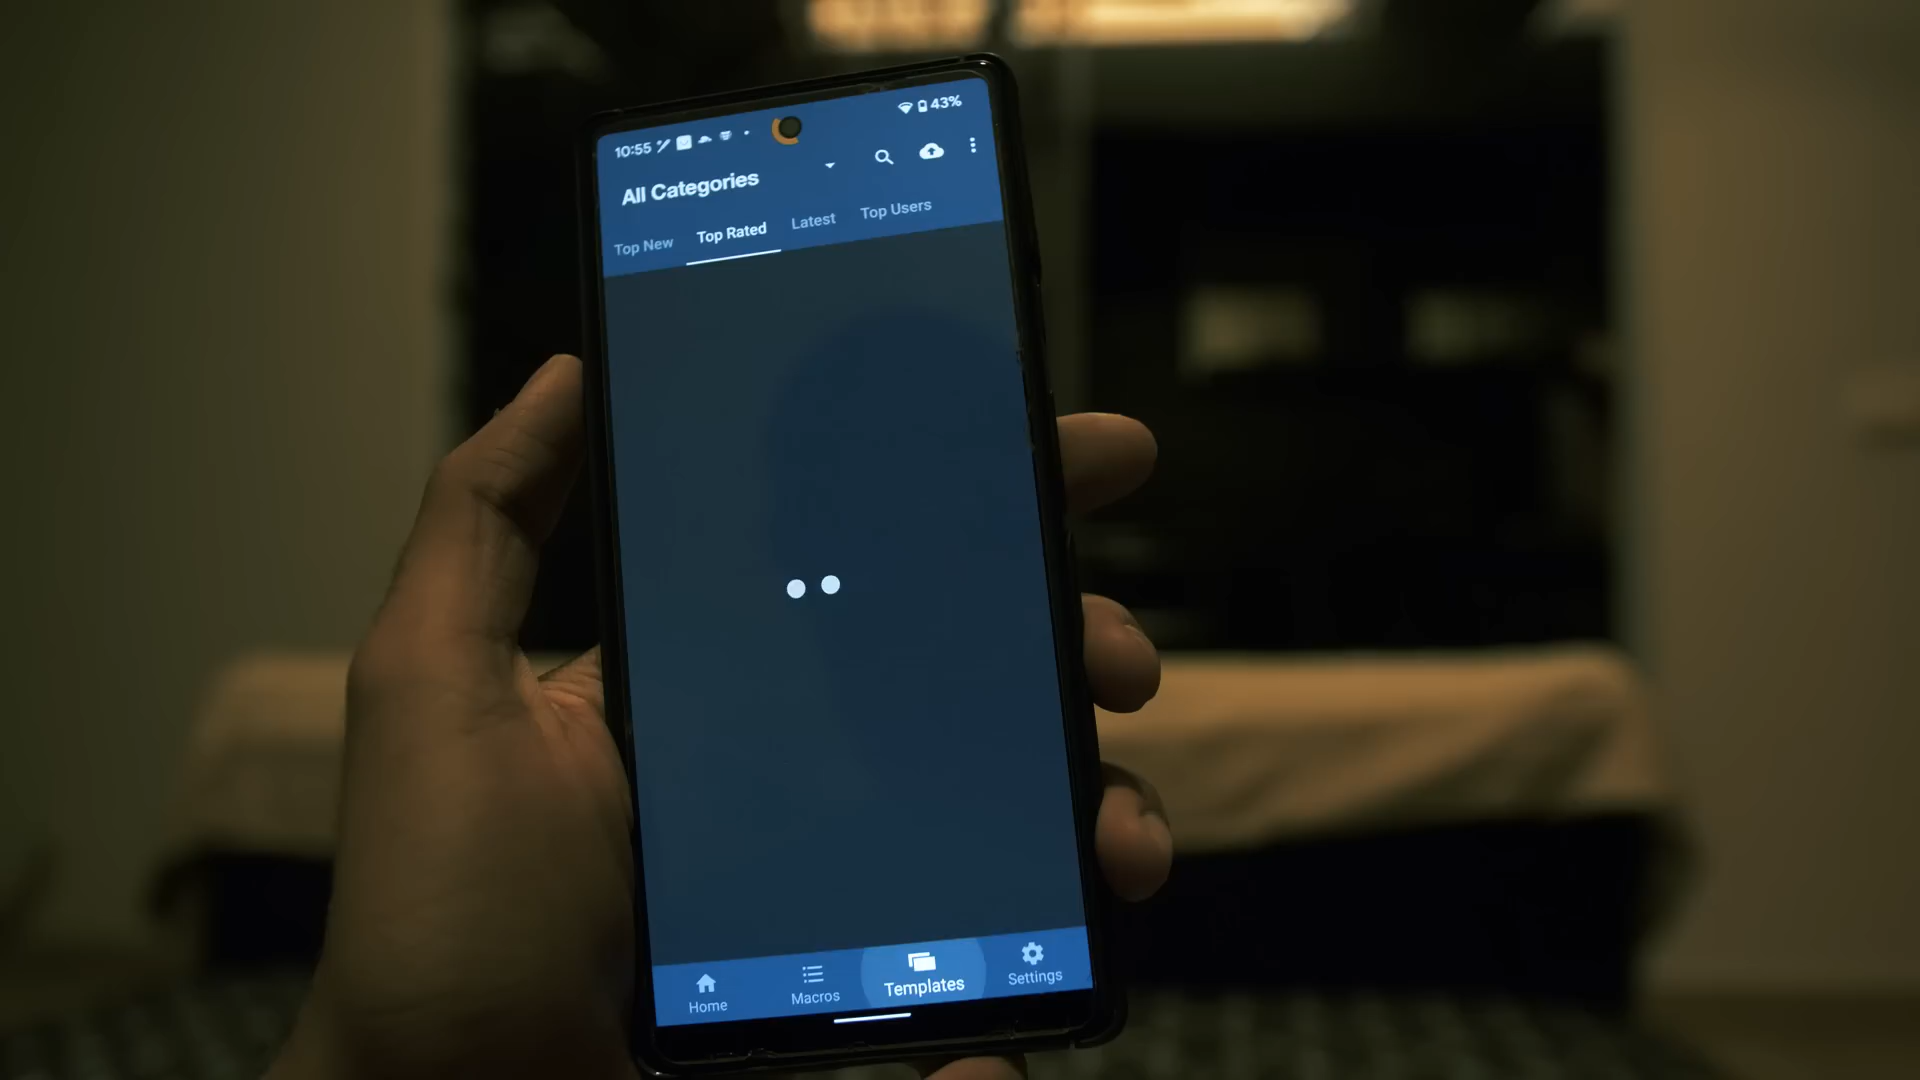 10:55 43%
All Categories
Top New Top Rated Latest Top Users
Home Macros Templates Settings